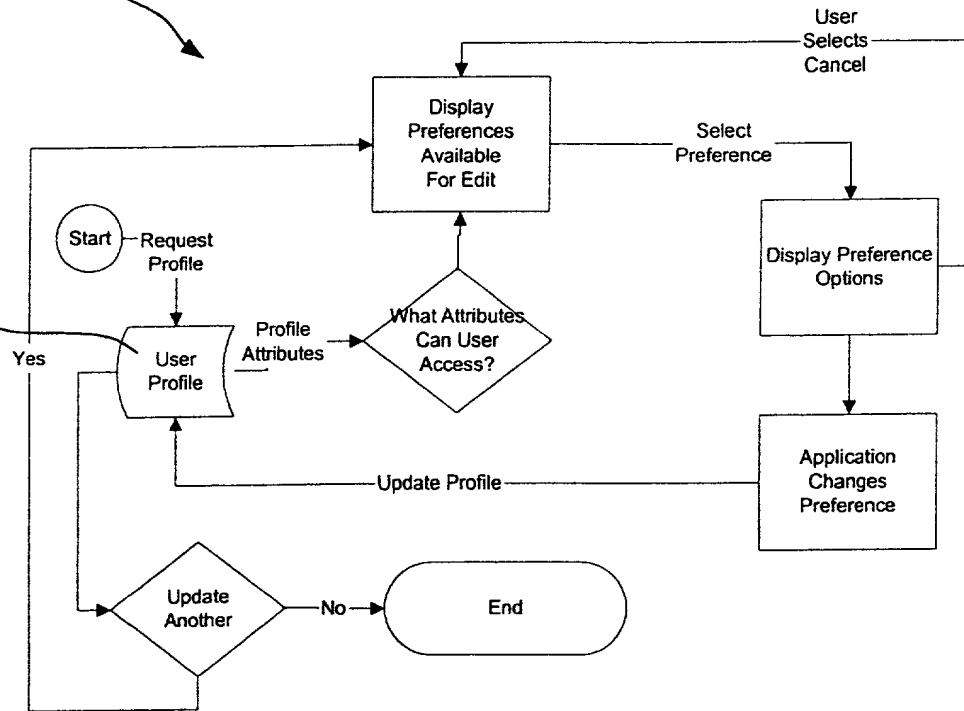 User
Selects
Cancel
Display
Preferences
Available
For Edit
Select
Preference
Start
Request
Profile
Display Preference
Options
What Attributes
Can User
Access?
Profile
Attributes
Yes
User
Profile
Application
Changes
Preference
Update Profile
Update
Another
No
End